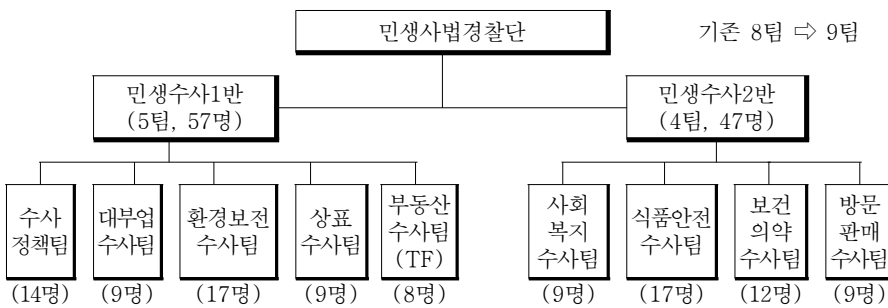 민생사법경찰단
기존 8팀 ⇨ 9팀
민생수사1반
(5팀, 57명)
민생수사2반
(4팀, 47명)
수사
정책팀
대부업
수사팀
환경보전
수사팀
상표
수사팀
부동산
수사팀
(TF)
사회
복지
수사팀
식품안전
수사팀
보건
의약
수사팀
방문
판매
수사팀
(14명)
(9명)
(17명)
(9명)
(8명)
(9명)
(17명)
(12명)
(9명)